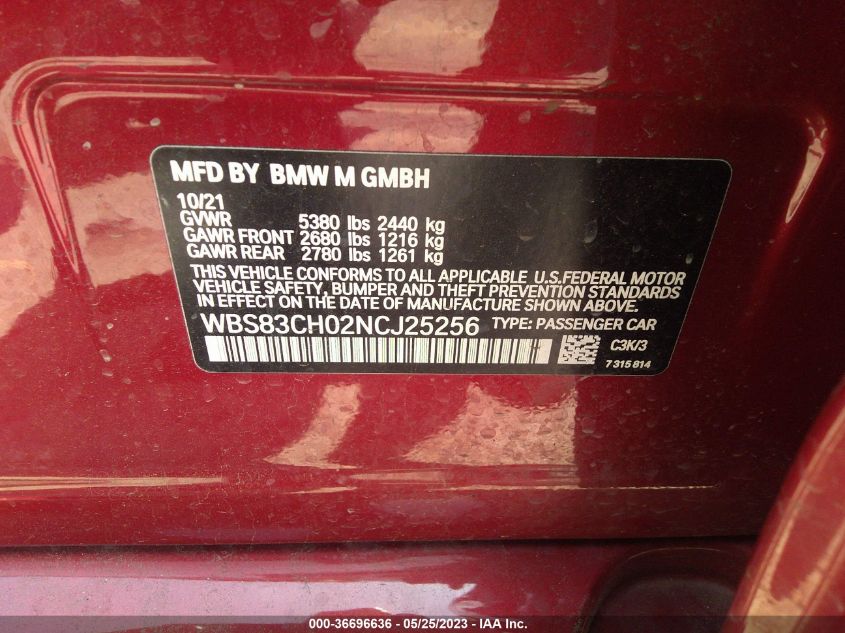 MFD BY BMW M GMBH
10/21
GVWR 5380 lbs 2440 kg
GAWR FRONT 2680 lbs 1216 kg
GAWR REAR 2780 lbs 1261 kg
THIS VEHICLE CONFORMS TO ALL APPLICABLE U.S.FEDERAL MOTOR
VEHICLE SAFETY, BUMPER AND THEFT PREVENTION STANDARDS
IN EFFECT ON THE DATE OF MANUFACTURE SHOWN ABOVE.
WBS83CH02NCJ25256 TYPE: PASSENGER CAR
C3K/3
7 315 814
000-36696636 - 05/25/2023 - IAA Inc.